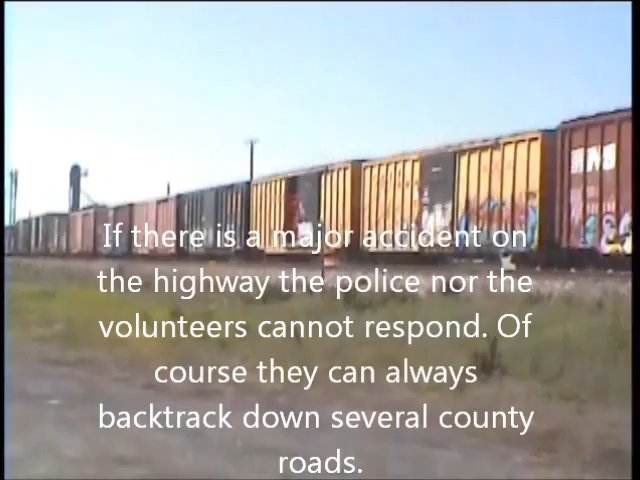 If there is a major accident on
the highway the police nor the
volunteers cannot respond. Of
course they can always
backtrack down several county
roads.